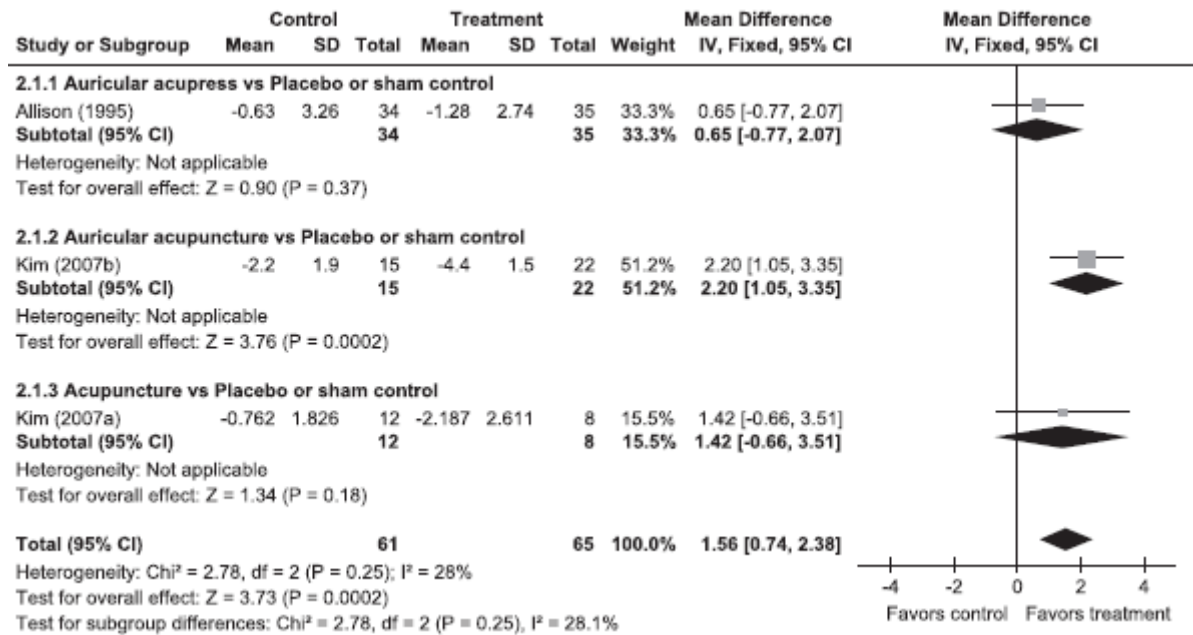 Control Treatment Mean Difference Mean Difference
Study or Subgroup Mean SD Total Mean SD Total Weight IV, Fixed, 95% CI IV, Fixed, 95% CI
2.1.1 Auricular acupress vs Placebo or sham control
Allison (1995) -0.63 3.26 34 -1.28 2.74 35 33.3% 0.65 [-0.77, 2.07]
Subtotal (95% CI) 34 35 33.3% 0.65 [-0.77, 2.07]
Heterogeneity: Not applicable
Test for overall effect: Z = 0.90 (P = 0.37)
2.1.2 Auricular acupuncture vs Placebo or sham control
Kim (2007b) -2.2 1.9 15 -4.4 1.5 22 51.2% 2.20 [1.05, 3.35]
Subtotal (95% CI) 15 22 51.2% 2.20 [1.05, 3.35]
Heterogeneity: Not applicable
Test for overall effect: Z = 3.76 (P = 0.0002)
2.1.3 Acupuncture vs Placebo or sham control
Kim (2007a) -0.762 1.826 12 -2.187 2.611 8 15.5% 1.42 [-0.66, 3.51]
Subtotal (95% CI) 12 8 15.5% 1.42 [-0.66, 3.51]
Heterogeneity: Not applicable
Test for overall effect: Z = 1.34 (P = 0.18)
Total (95% CI) 61 65 100.0% 1.56 [0.74, 2.38]
Heterogeneity: Chi² = 2.78, df = 2 (P = 0.25); I² = 28%
Test for overall effect: Z = 3.73 (P = 0.0002)
Test for subgroup differences: Chi² = 2.78, df = 2 (P = 0.25), I² = 28.1%
-4 -2 0 2 4
Favors control Favors treatment